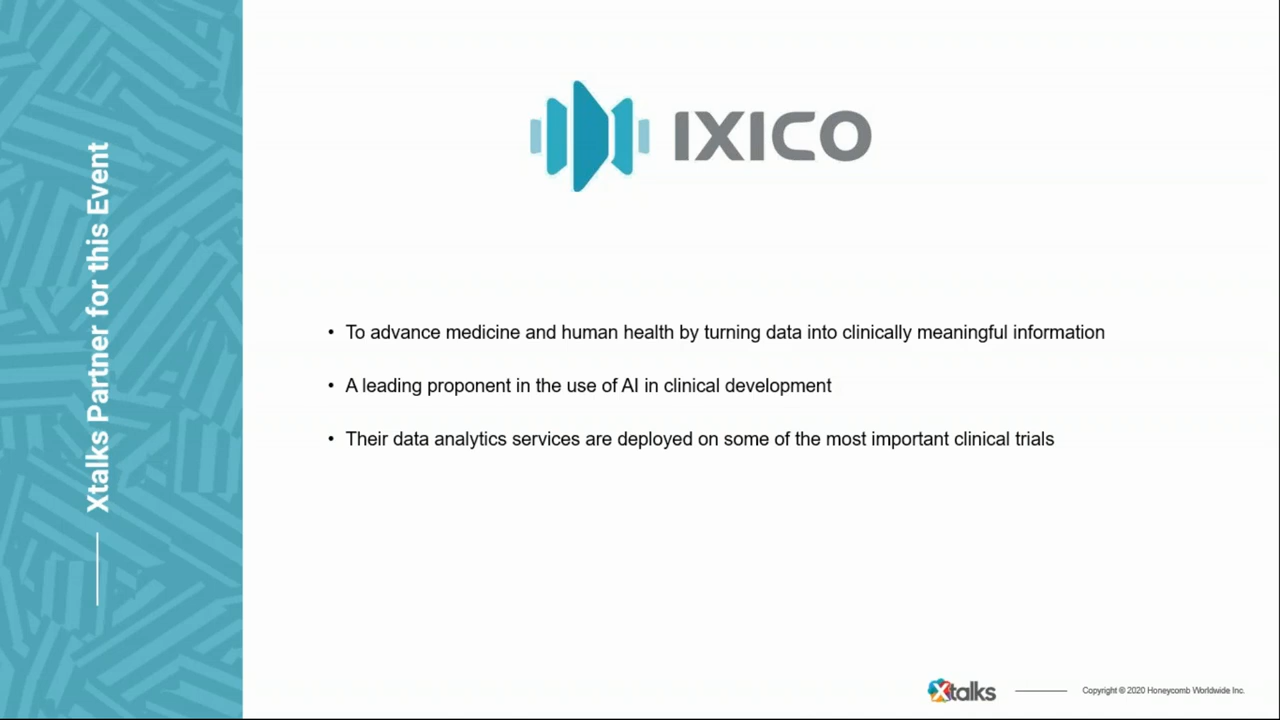 Xtalks Partner for this Event
IXICO
• To advance medicine and human health by turning data into clinically meaningful information
• A leading proponent in the use of AI in clinical development
• Their data analytics services are deployed on some of the most important clinical trials
Xtalks
Copyright © 2020 Honeycomb Worldwide Inc.